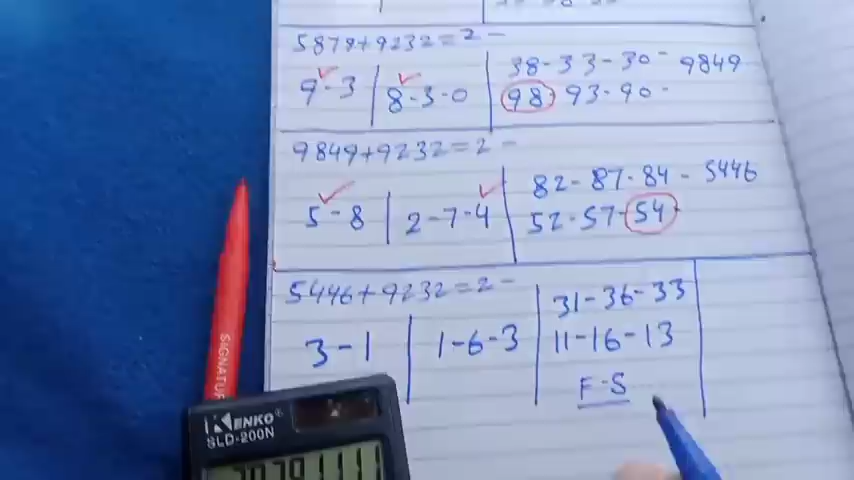 5879+9232=2-
9-3 8-3-0 38-33-30- 9849
98- 93-90-
9849+9232=2-
5-8 2-7-4 82-87-84- 5446
52-57-54-
5446+9232=2-
3-1 1-6-3 31-36-33
11-16-13
F-S
SIGNATUR
KENKO
SLD-200N